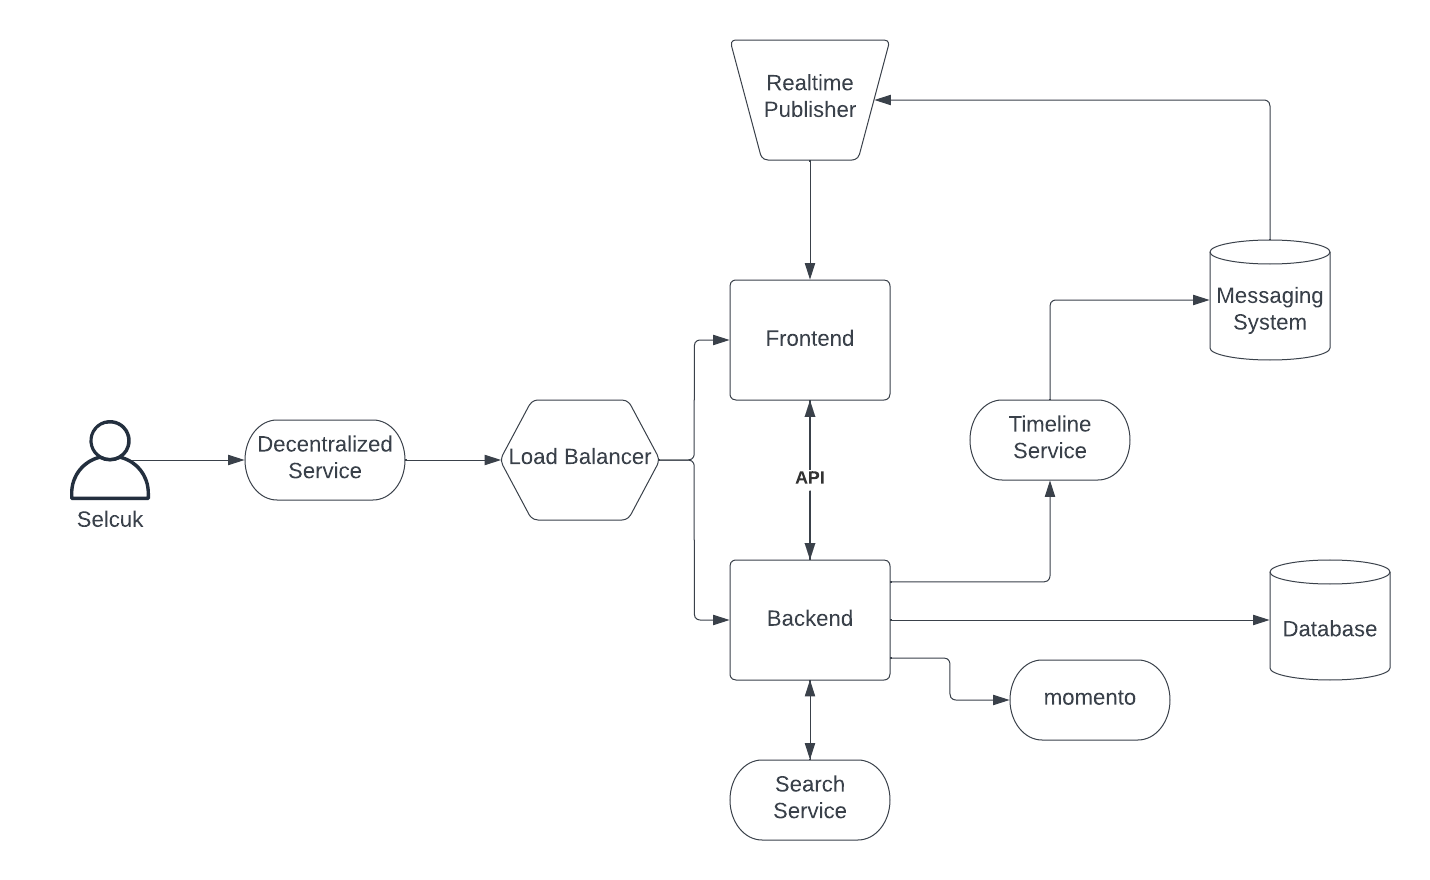 Realtime
Publisher
Messaging
System
Frontend
Timeline
Service
Decentralized
Service
Load Balancer
API
Selcuk
Backend
Database
momento
Search
Service